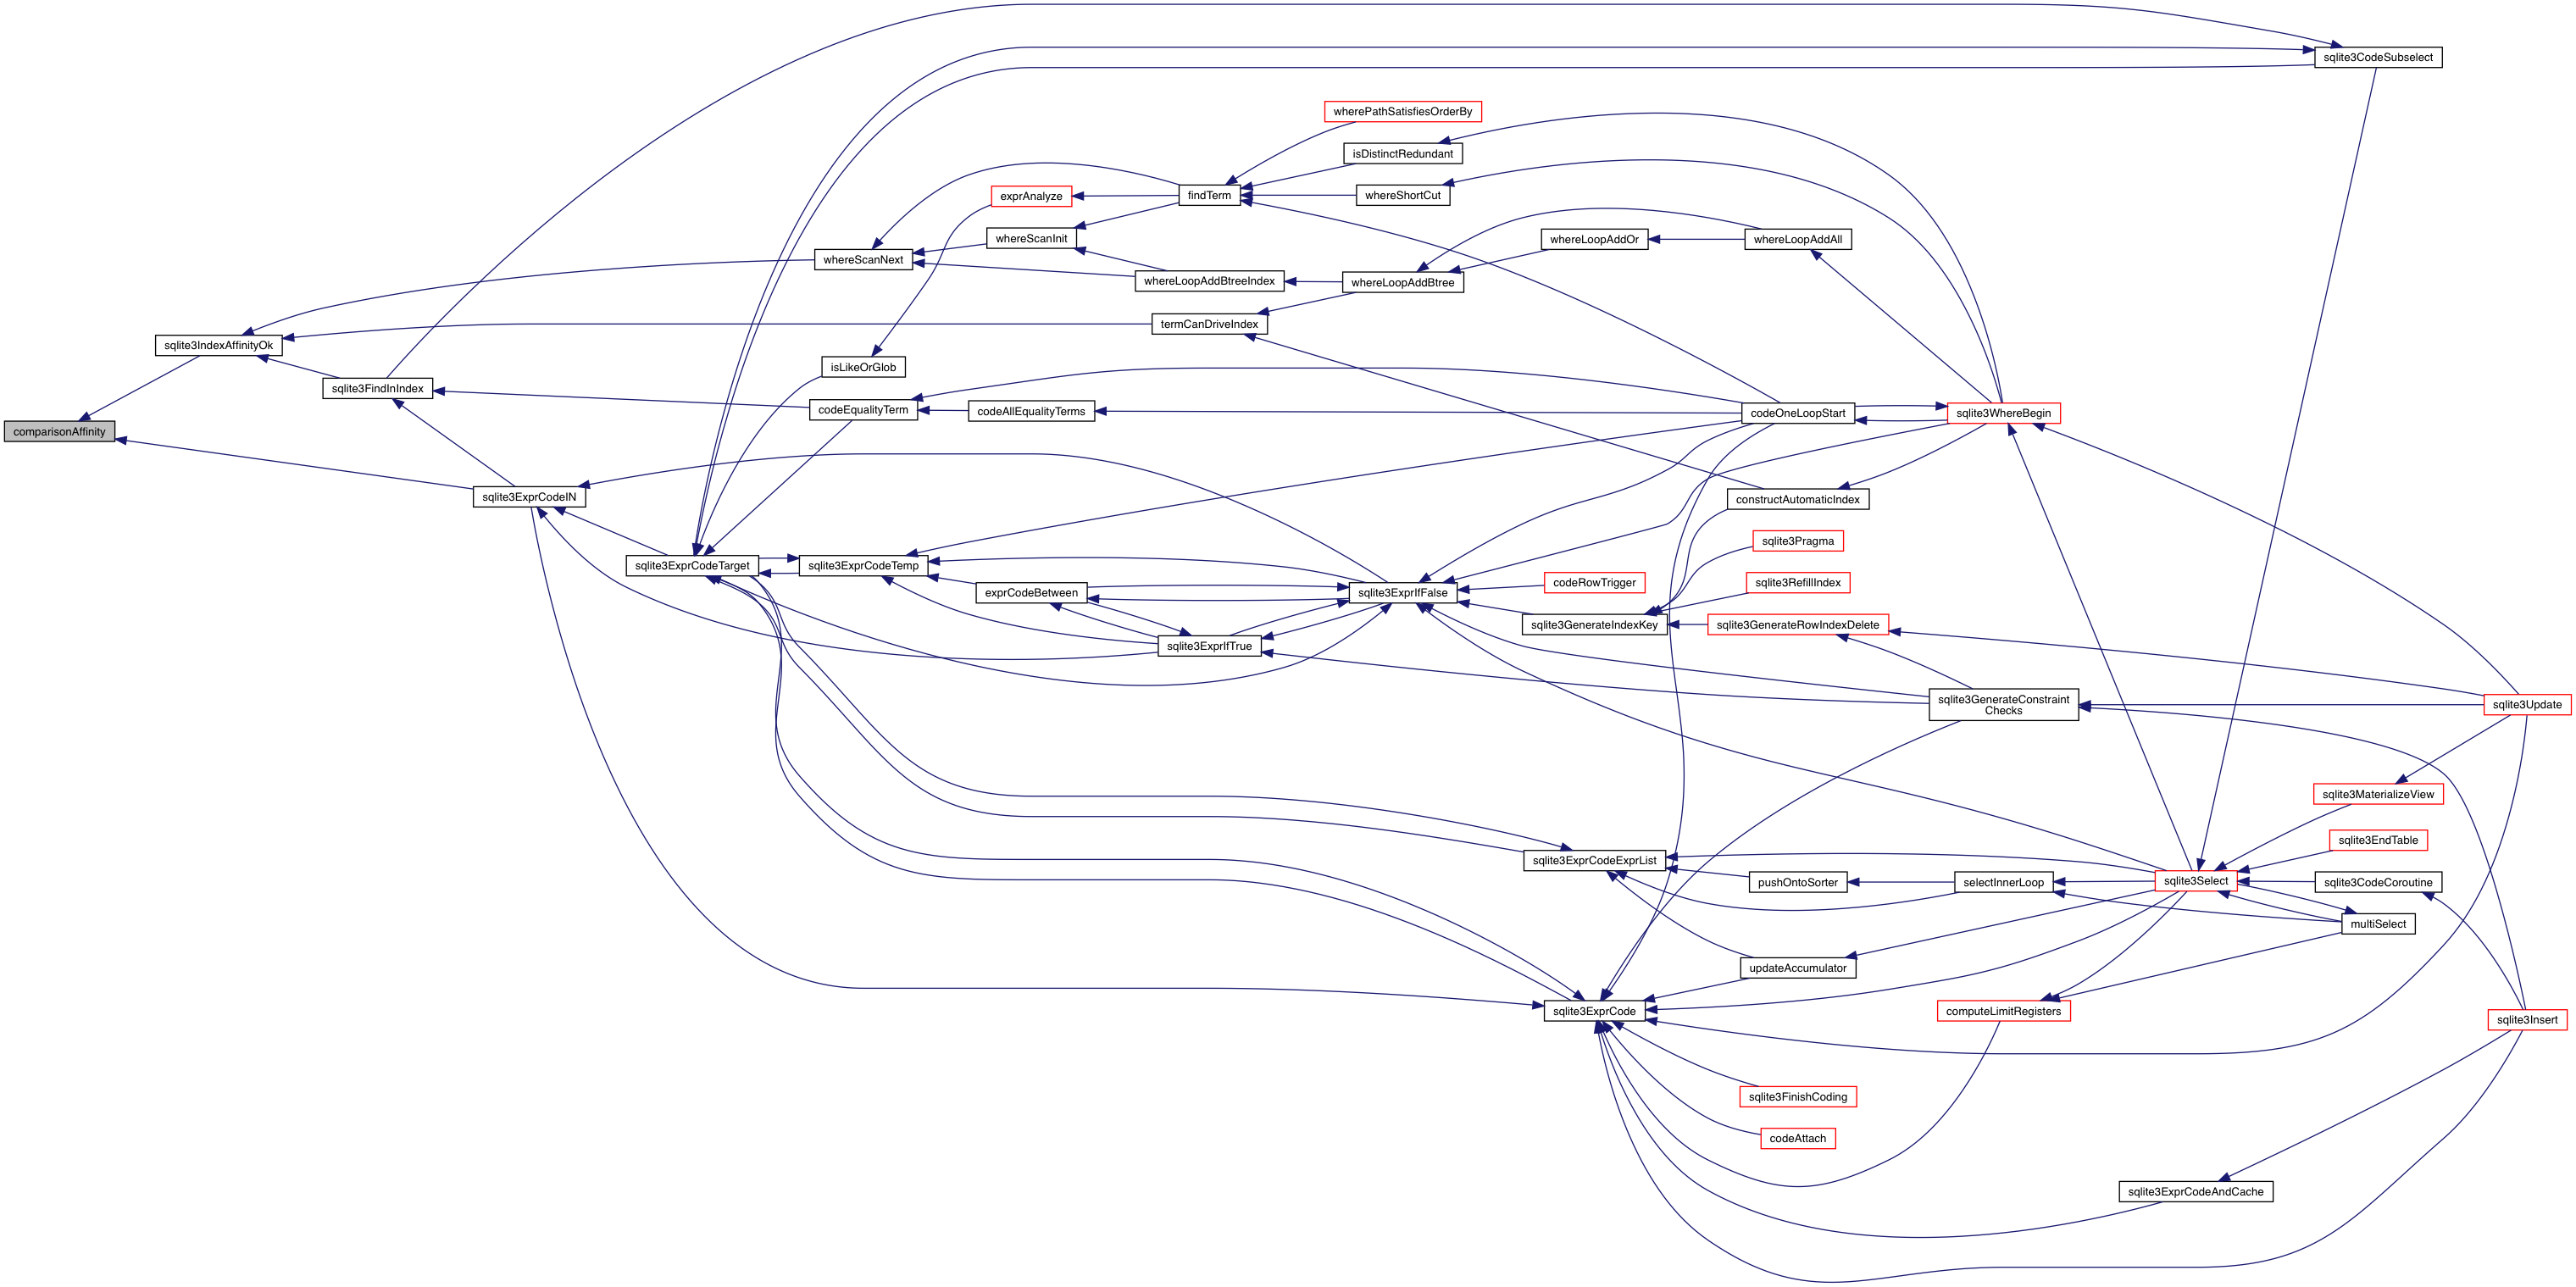 sqlite3CodeSubselect
wherePathSatisfiesOrderBy
isDistinctRedundant
exprAnalyze
findTerm
whereShortCut
whereScanInit
whereLoopAddOr
whereLoopAddAll
whereScanNext
whereLoopAddBtreeIndex
whereLoopAddBtree
termCanDriveIndex
sqlite3IndexAffinityOk
isLikeOrGlob
sqlite3FindInIndex
codeEqualityTerm
codeAllEqualityTerms
codeOneLoopStart
sqlite3WhereBegin
comparisonAffinity
sqlite3ExprCodeIN
constructAutomaticIndex
sqlite3Pragma
sqlite3ExprCodeTarget
sqlite3ExprCodeTemp
codeRowTrigger
sqlite3RefillIndex
exprCodeBetween
sqlite3ExprIfFalse
sqlite3GenerateIndexKey
sqlite3GenerateRowIndexDelete
sqlite3ExprIfTrue
sqlite3GenerateConstraint
Checks
sqlite3Update
sqlite3MaterializeView
sqlite3EndTable
sqlite3ExprCodeExprList
pushOntoSorter
selectInnerLoop
sqlite3Select
sqlite3CodeCoroutine
multiSelect
updateAccumulator
sqlite3ExprCode
computeLimitRegisters
sqlite3Insert
sqlite3FinishCoding
codeAttach
sqlite3ExprCodeAndCache